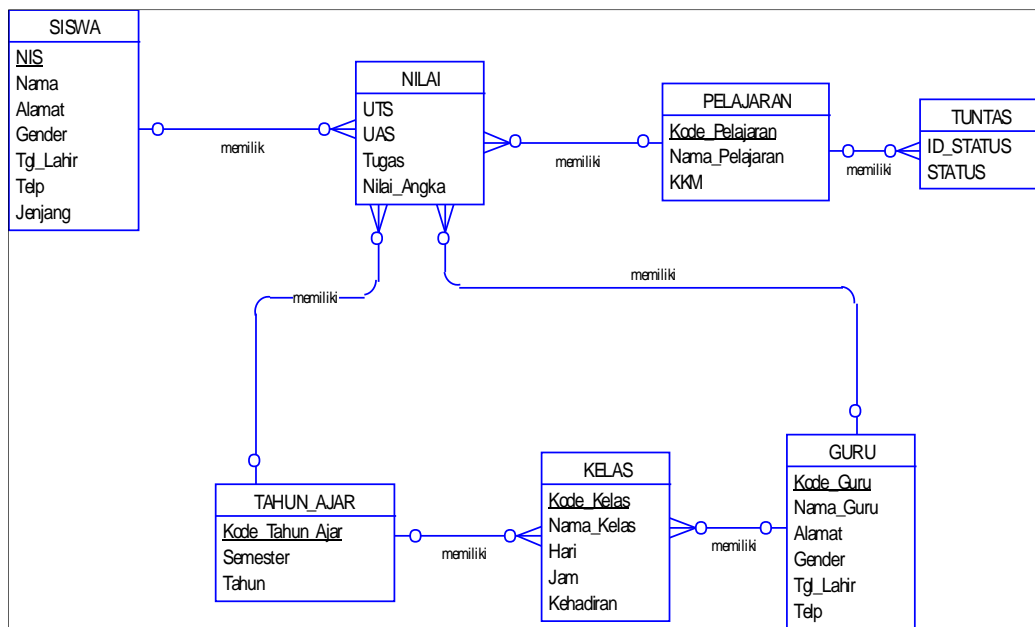 SISWA
NIS
Nama
Alamat
Gender
Tgl_Lahir
Telp
Jenjang
memilik
NILAI
UTS
UAS
Tugas
Nilai_Angka
memiliki
PELAJARAN
Kode_Pelajaran
Nama_Pelajaran
KKM
memiliki
TUNTAS
ID_STATUS
STATUS
memiliki
memiliki
TAHUN_AJAR
Kode_Tahun_Ajar
Semester
Tahun
memiliki
KELAS
Kode_Kelas
Nama_Kelas
Hari
Jam
Kehadiran
memiliki
GURU
Kode_Guru
Nama_Guru
Alamat
Gender
Tgl_Lahir
Telp